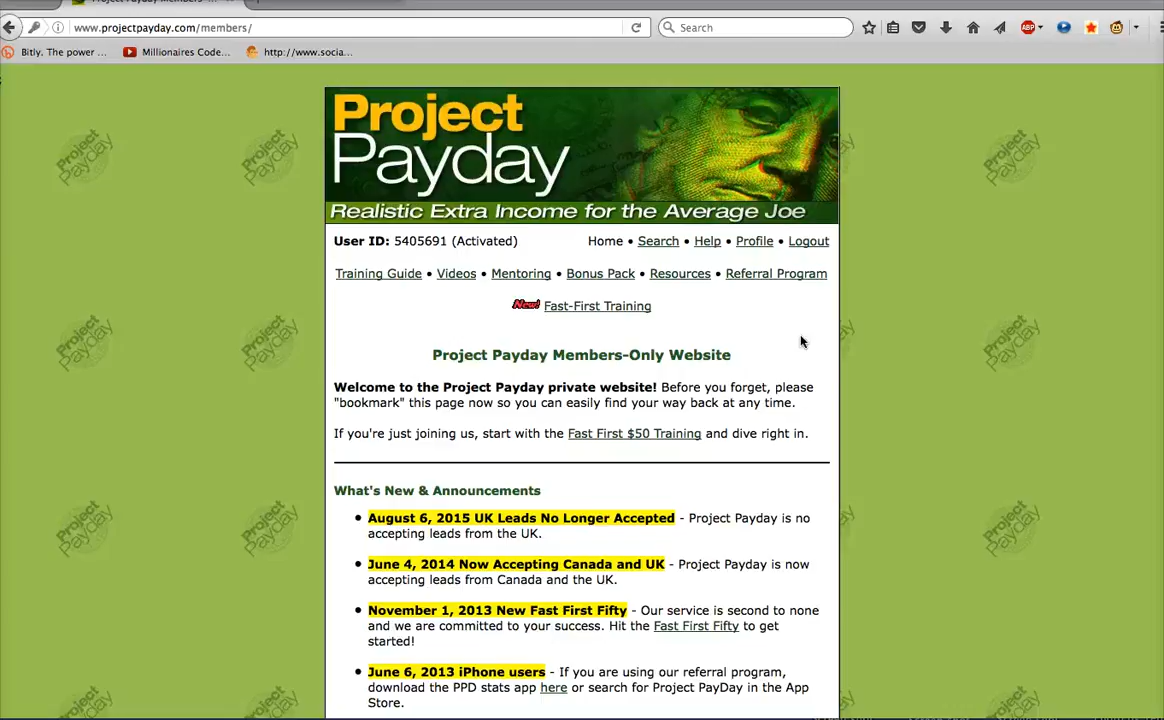 www.projectpayday.com/members/
Search
ABP
Bitly. The power ...
Millionaires Code...
http://www.socia...
Project
Payday
Realistic Extra Income for the Average Joe
User ID: 5405691 (Activated)
Home • Search • Help • Profile • Logout
Training Guide • Videos • Mentoring • Bonus Pack • Resources • Referral Program
New! Fast-First Training
Project Payday Members-Only Website
Welcome to the Project Payday private website! Before you forget, please
"bookmark" this page now so you can easily find your way back at any time.
If you're just joining us, start with the Fast First $50 Training and dive right in.
What's New & Announcements
• August 6, 2015 UK Leads No Longer Accepted - Project Payday is no
accepting leads from the UK.
• June 4, 2014 Now Accepting Canada and UK - Project Payday is now
accepting leads from Canada and the UK.
• November 1, 2013 New Fast First Fifty - Our service is second to none
and we are committed to your success. Hit the Fast First Fifty to get
started!
• June 6, 2013 iPhone users - If you are using our referral program,
download the PPD stats app here or search for Project PayDay in the App
Store.